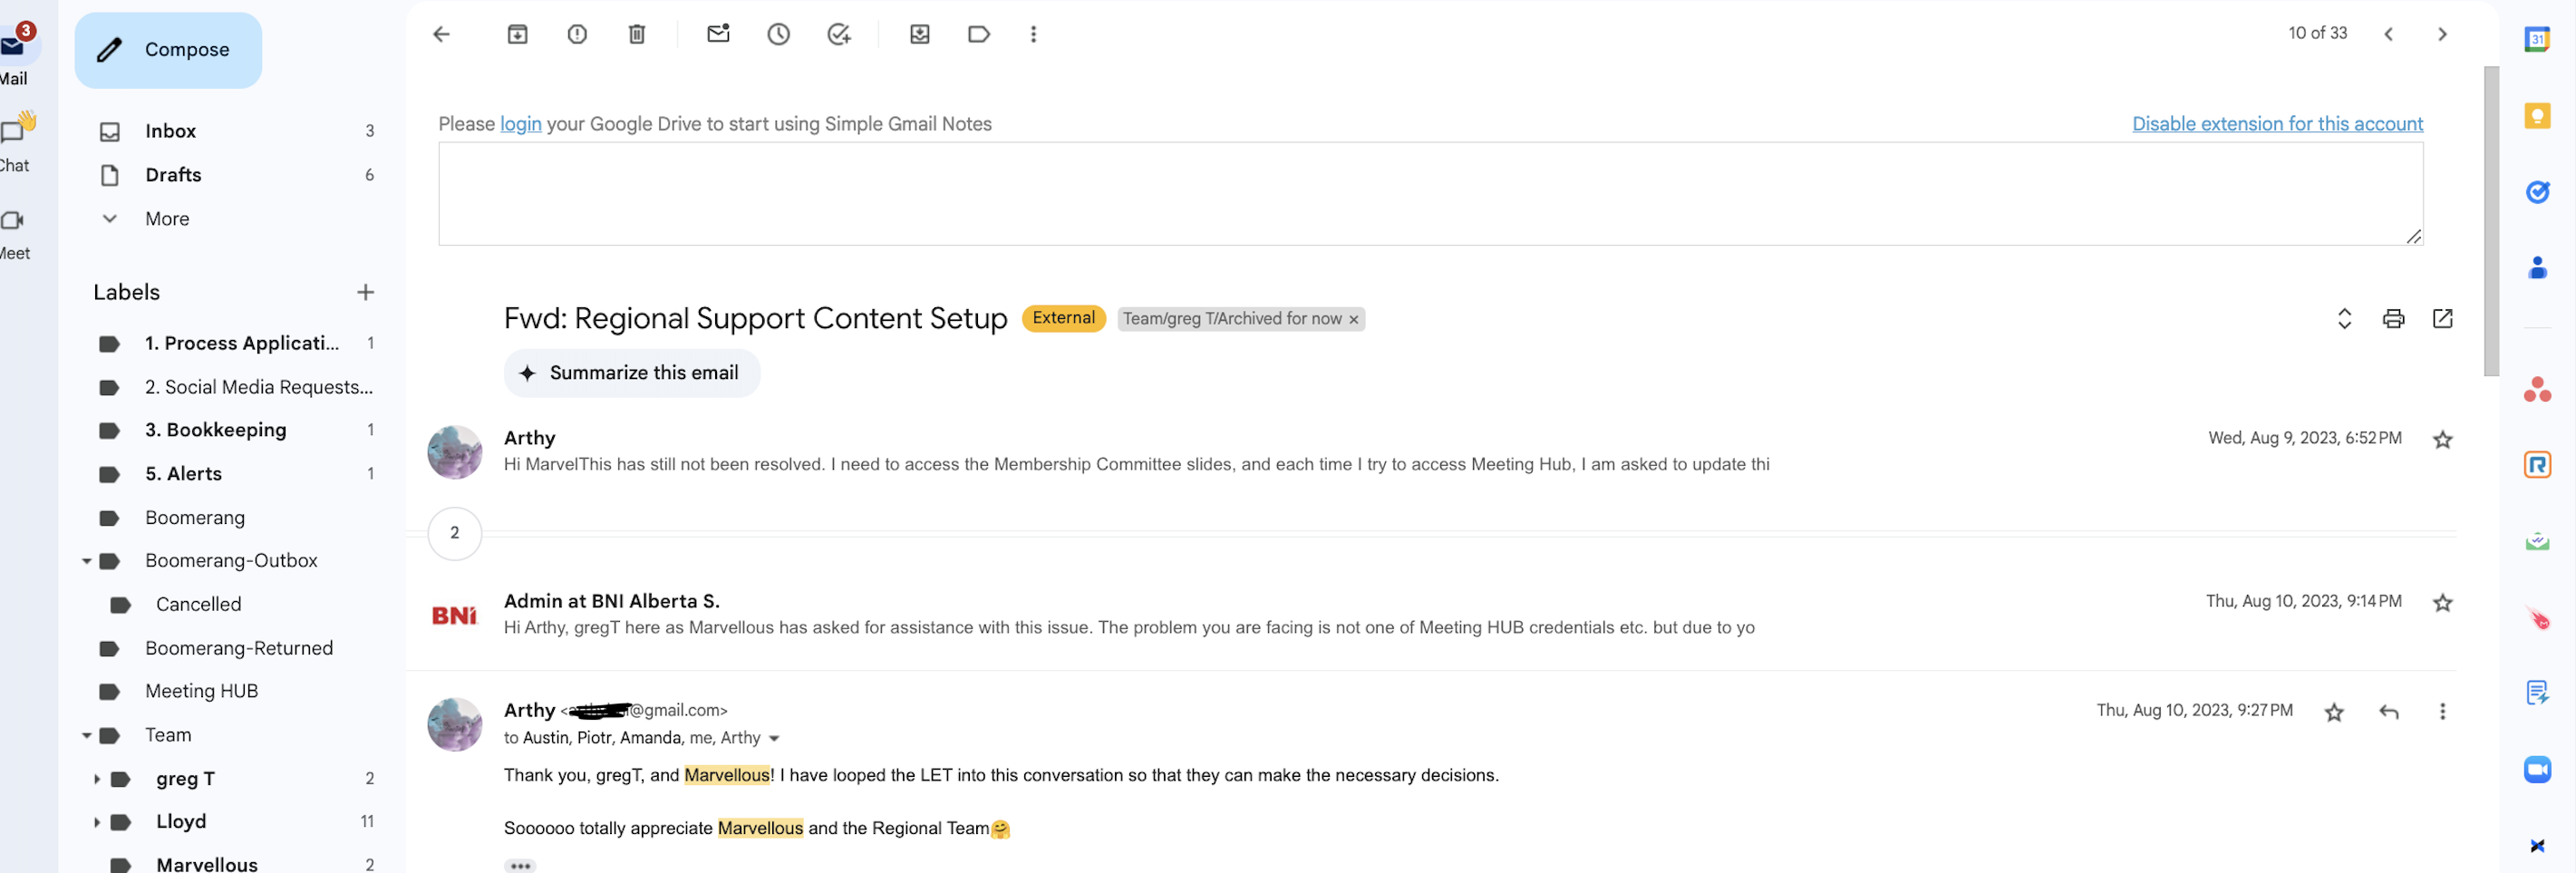 3
Mail
Chat
Meet
Compose
Inbox 3
Drafts 6
More
Labels
1. Process Applicati... 1
2. Social Media Requests...
3. Bookkeeping 1
5. Alerts 1
Boomerang
Boomerang-Outbox
Cancelled
Boomerang-Returned
Meeting HUB
Team
greg T 2
Lloyd 11
Marvellous 2
10 of 33
Please login your Google Drive to start using Simple Gmail Notes
Disable extension for this account
Fwd: Regional Support Content Setup External Team/greg T/Archived for now ×
Summarize this email
Arthy Wed, Aug 9, 2023, 6:52 PM
Hi MarvelThis has still not been resolved. I need to access the Membership Committee slides, and each time I try to access Meeting Hub, I am asked to update thi
2
BNI
Admin at BNI Alberta S. Thu, Aug 10, 2023, 9:14 PM
Hi Arthy, gregT here as Marvellous has asked for assistance with this issue. The problem you are facing is not one of Meeting HUB credentials etc. but due to yo
Arthy @gmail.com> Thu, Aug 10, 2023, 9:27 PM
to Austin, Piotr, Amanda, me, Arthy
Thank you, gregT, and Marvellous! I have looped the LET into this conversation so that they can make the necessary decisions.
Soooooo totally appreciate Marvellous and the Regional Team🤗
31